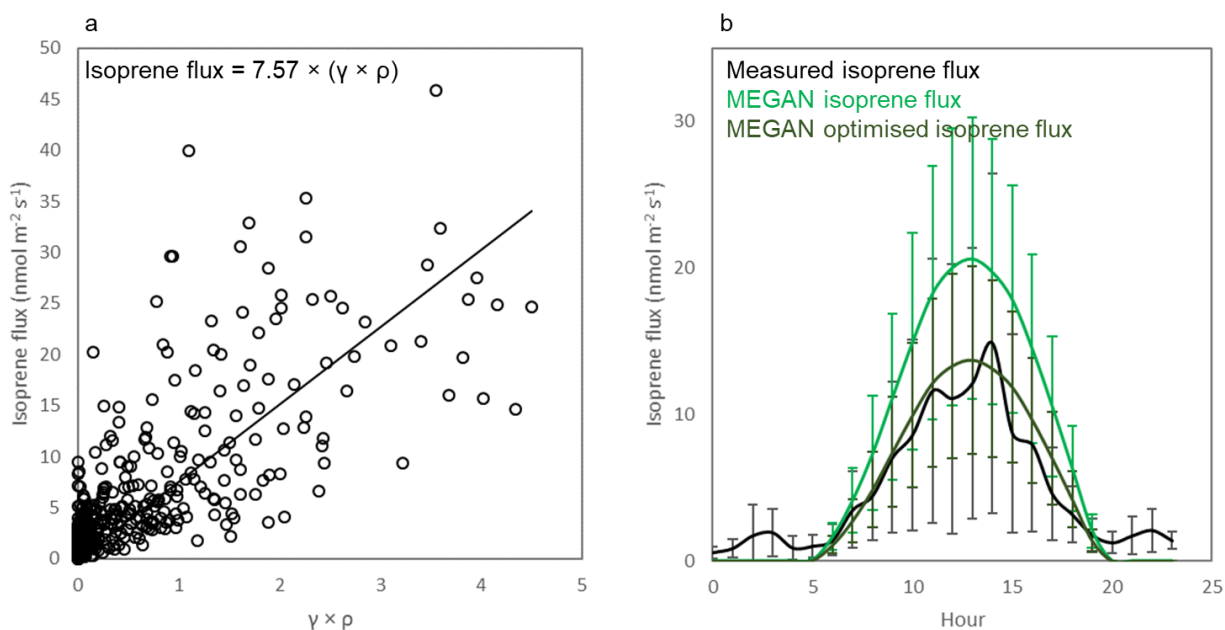 a
Isoprene flux = 7.57 × (γ × ρ)
Isoprene flux (nmol m⁻² s⁻¹)
50
45
40
35
30
25
20
15
10
5
0
0 1 2 3 4 5
γ × ρ
b
Measured isoprene flux
MEGAN isoprene flux
MEGAN optimised isoprene flux
Isoprene flux (nmol m⁻² s⁻¹)
30
20
10
0
0 5 10 15 20 25
Hour